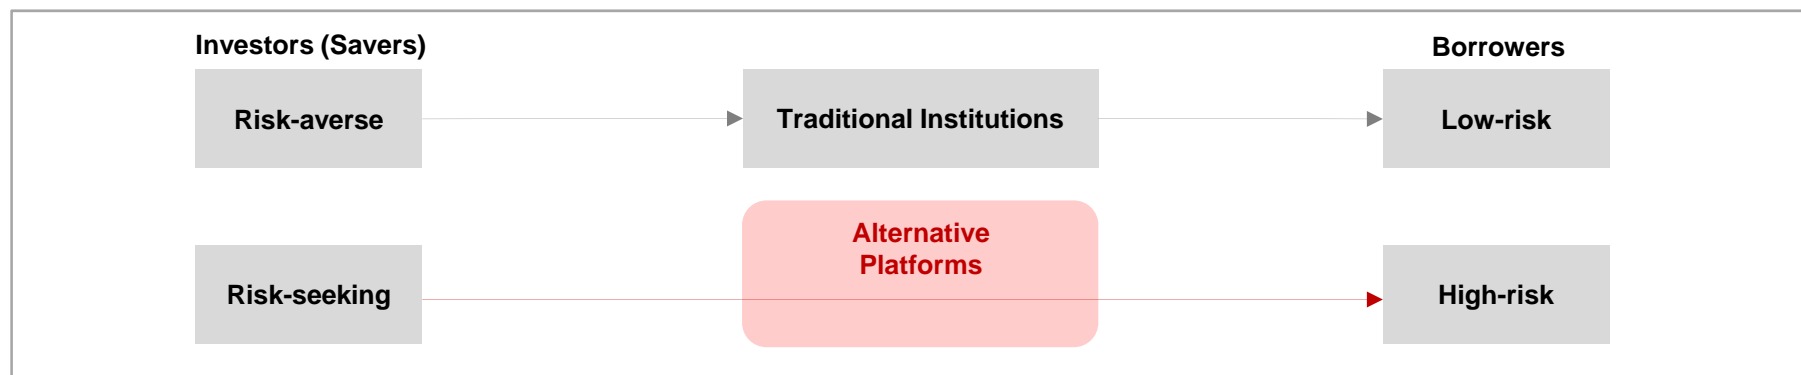 Investors (Savers)
Borrowers
Risk-averse
Traditional Institutions
Low-risk
Alternative
Platforms
Risk-seeking
High-risk